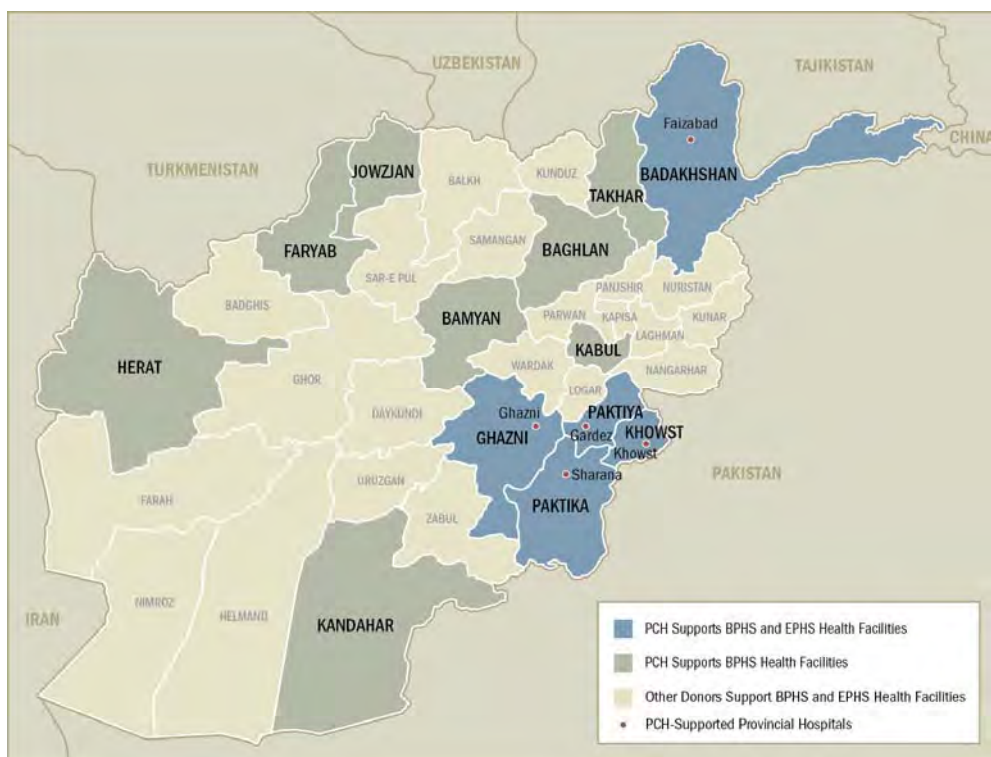 UZBEKISTAN
TAJIKISTAN
CHINA
TURKMENISTAN
Faizabad
BADAKHSHAN
JOWZJAN
BALKH
KUNDUZ
TAKHAR
FARYAB
SAMANGAN
BAGHLAN
SAR-E PUL
BADGHIS
PANJSHIR
NURISTAN
BAMYAN
PARWAN
KAPISA
KUNAR
LAGHMAN
KABUL
HERAT
WARDAK
NANGARHAR
GHOR
LOGAR
DAYKUNDI
Ghazni
PAKTIYA
GHAZNI
Gardez
KHOWST
Khowst
Sharana
PAKISTAN
URUZGAN
FARAH
PAKTIKA
ZABUL
NIMROZ
HELMAND
IRAN
KANDAHAR
PCH Supports BPHS and EPHS Health Facilities
PCH Supports BPHS Health Facilities
Other Donors Support BPHS and EPHS Health Facilities
PCH-Supported Provincial Hospitals